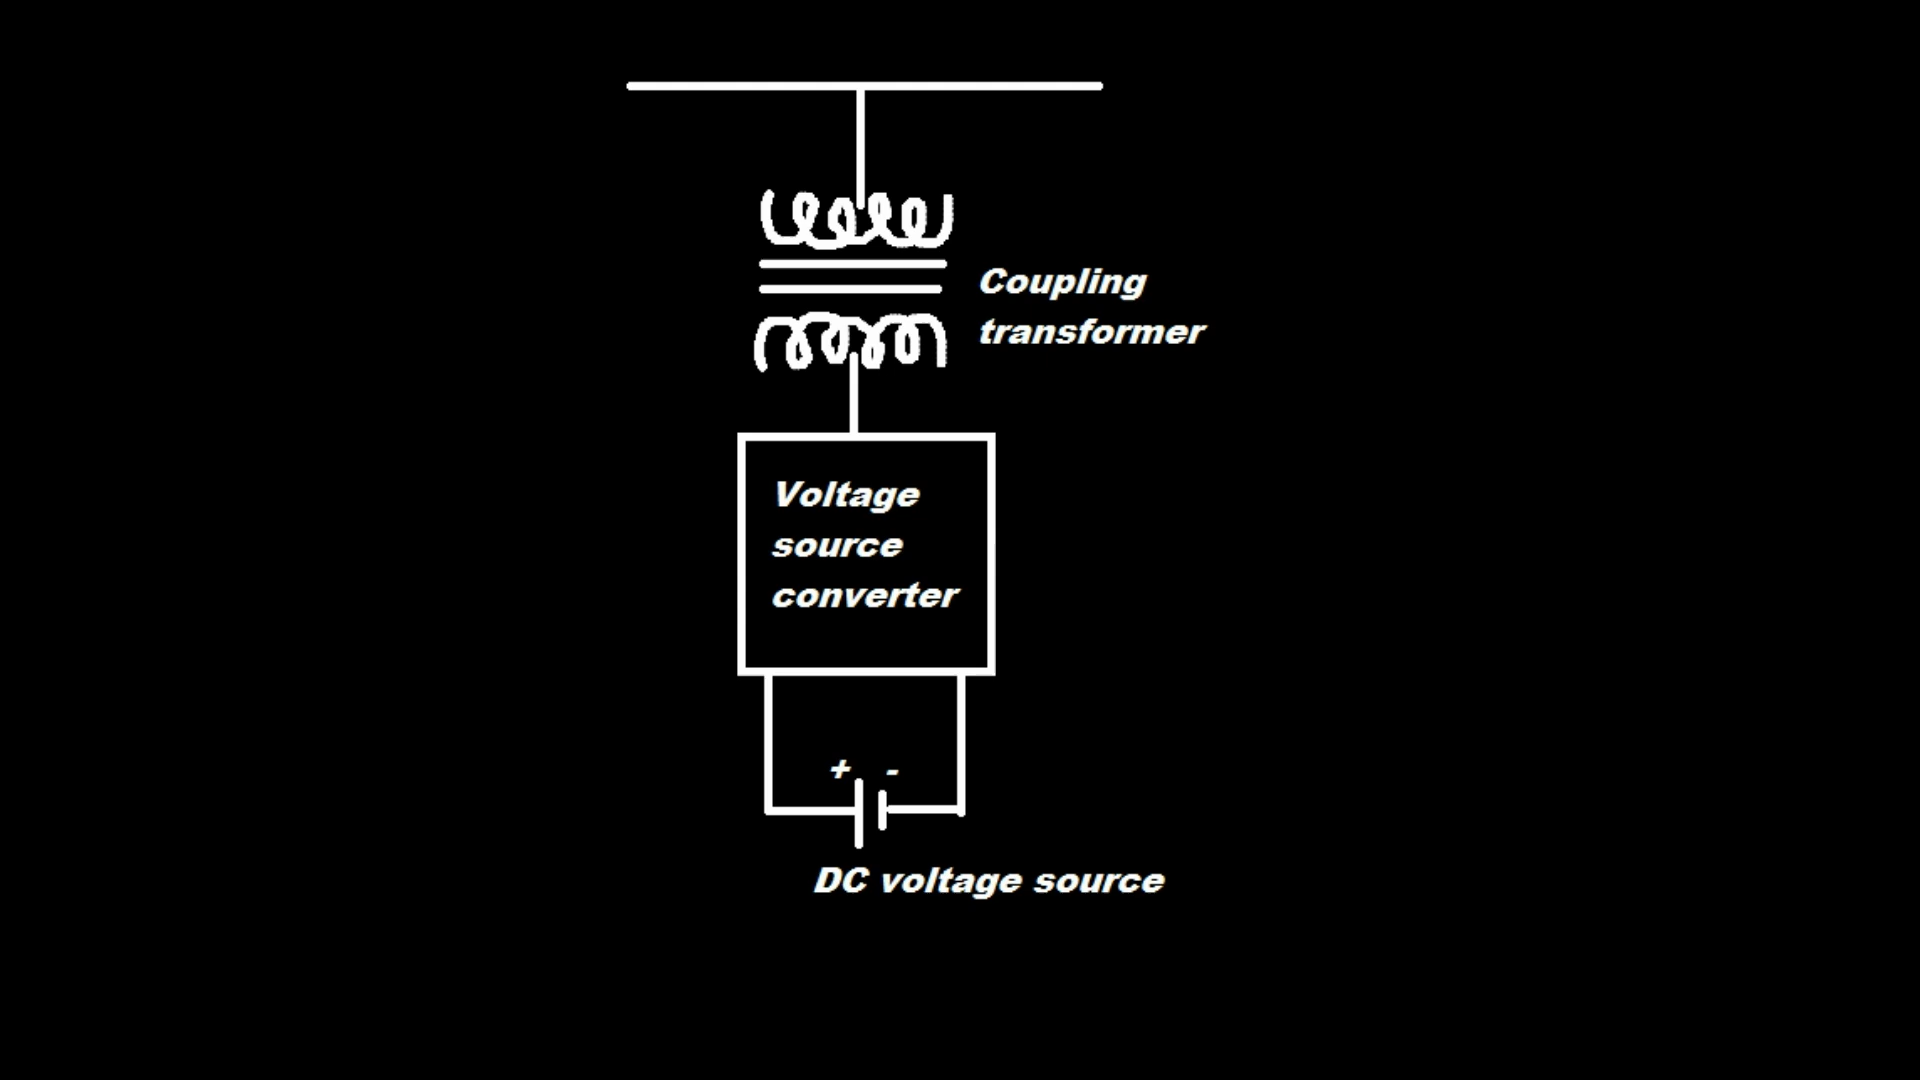 Coupling
transformer
Voltage
source
converter
+ -
DC voltage source